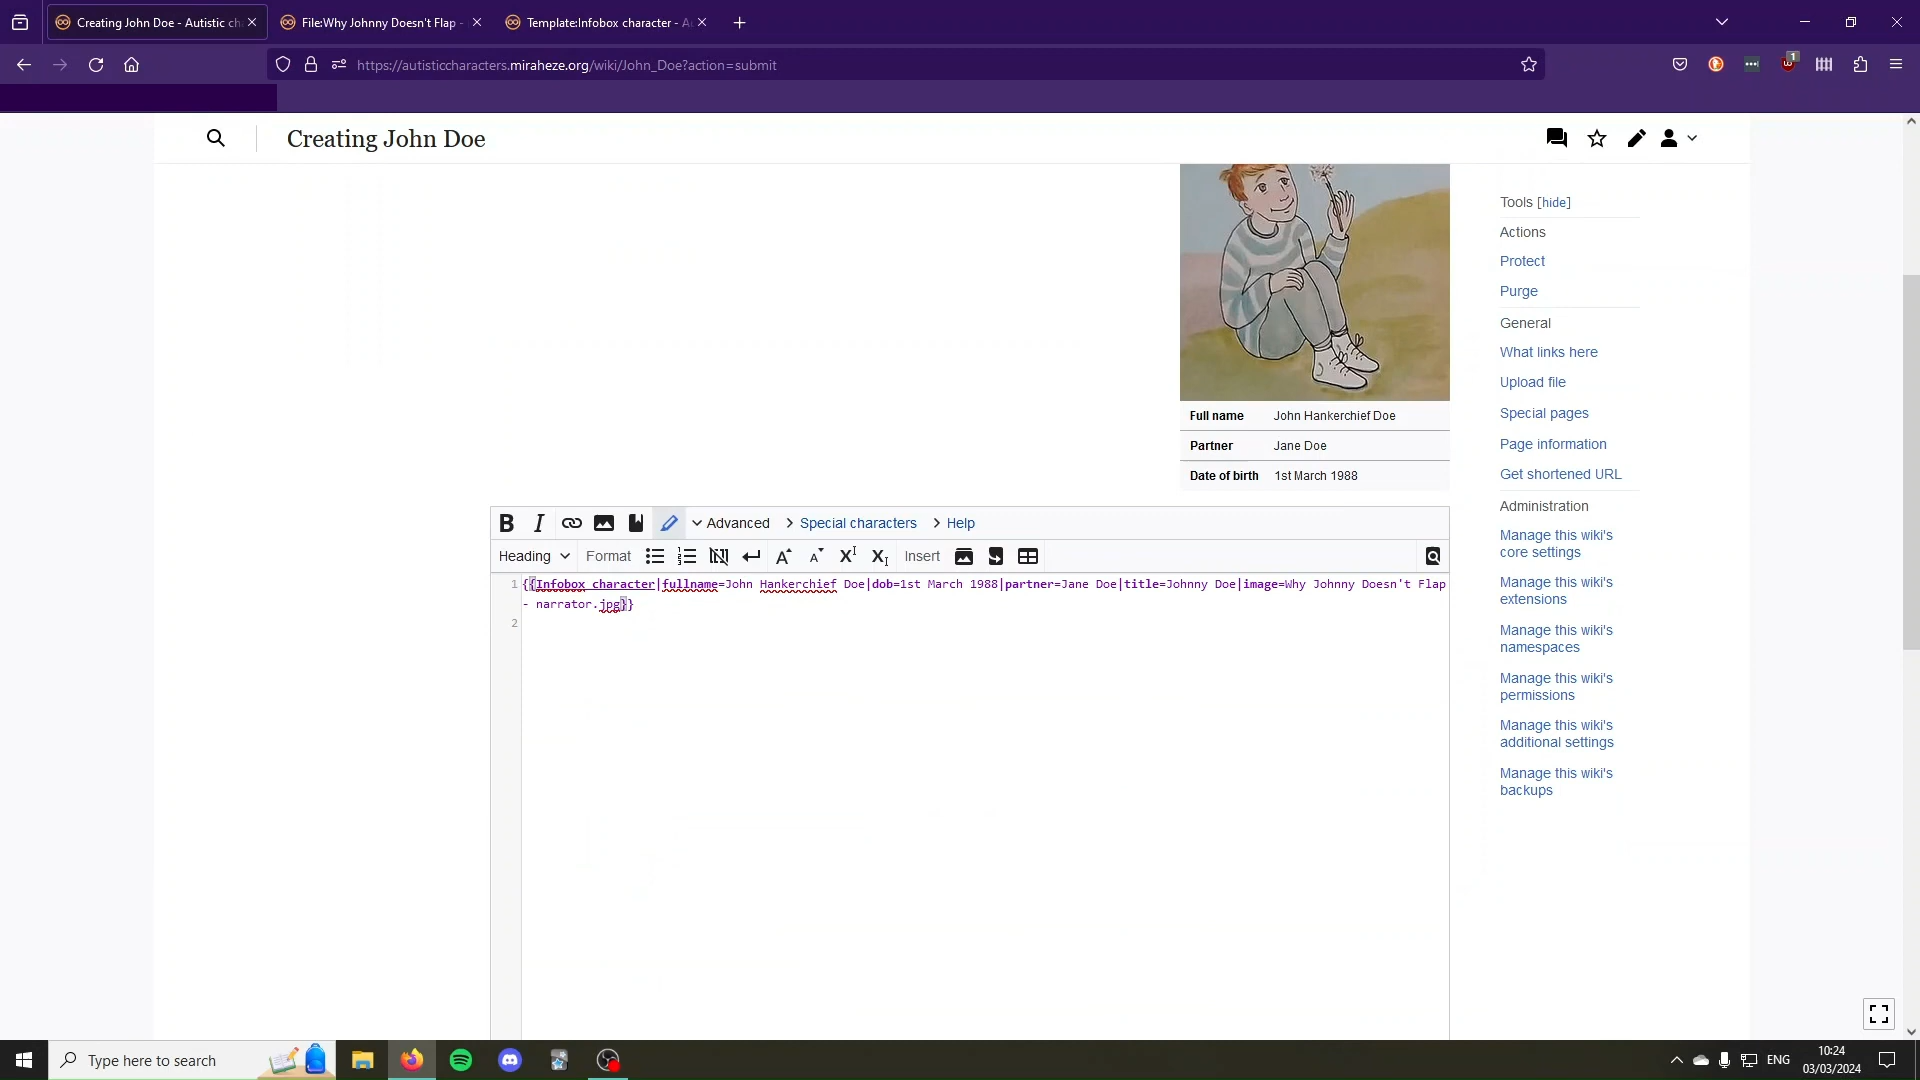 Creating John Doe - Autistic ch
File:Why Johnny Doesn't Flap -
Template:Infobox character - A
https://autisticcharacters.miraheze.org/wiki/John_Doe?action=submit
1
Creating John Doe
Tools [hide]
Actions
Protect
Purge
General
What links here
Upload file
Special pages
Page information
Get shortened URL
Administration
Manage this wiki's
core settings
Manage this wiki's
extensions
Manage this wiki's
namespaces
Manage this wiki's
permissions
Manage this wiki's
additional settings
Manage this wiki's
backups
Full name John Hankerchief Doe
Partner Jane Doe
Date of birth 1st March 1988
B I Advanced Special characters Help
Heading Format Insert
1 {{Infobox character|fullname=John Hankerchief Doe|dob=1st March 1988|partner=Jane Doe|title=Johnny Doe|image=Why Johnny Doesn't Flap
- narrator.jpg}}
2
Type here to search
ENG
10:24
03/03/2024